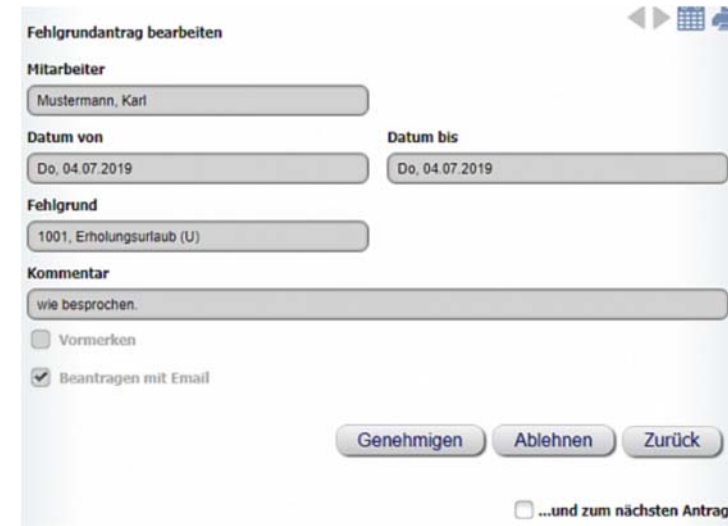 Fehlgrundantrag bearbeiten
Mitarbeiter
Mustermann, Karl
Datum von Datum bis
Do, 04.07.2019 Do, 04.07.2019
Fehlgrund
1001, Erholungsurlaub (U)
Kommentar
wie besprochen.
Vormerken
Beantragen mit Email
Genehmigen Ablehnen Zurück
...und zum nächsten Antrag